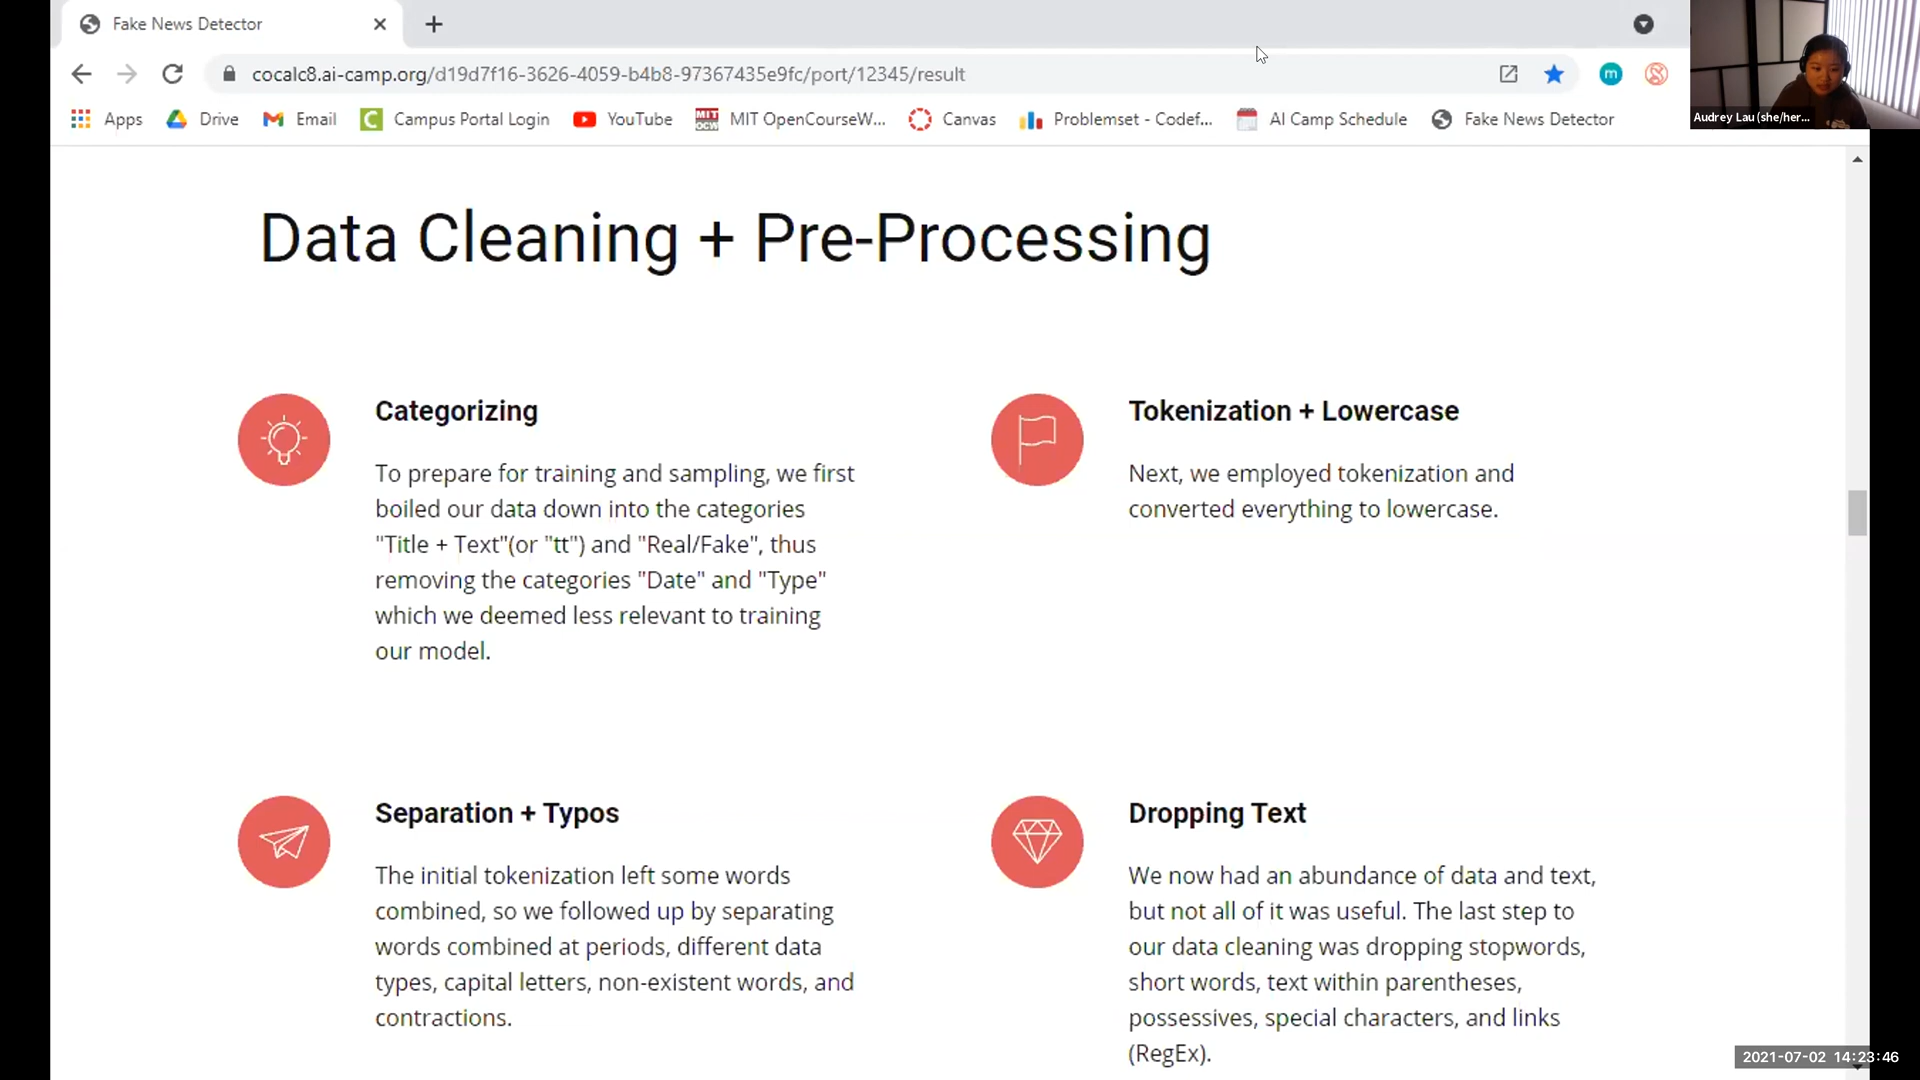 Fake News Detector
cocalc8.ai-camp.org/d19d7f16-3626-4059-b4b8-97367435e9fc/port/12345/result
m
Apps Drive Email Campus Portal Login YouTube MIT OCW MIT OpenCourseW... Canvas Problemset - Codef... AI Camp Schedule Fake News Detector
Audrey Lau (she/her...
Data Cleaning + Pre-Processing
Categorizing
To prepare for training and sampling, we first
boiled our data down into the categories
"Title + Text"(or "tt") and "Real/Fake", thus
removing the categories "Date" and "Type"
which we deemed less relevant to training
our model.
Tokenization + Lowercase
Next, we employed tokenization and
converted everything to lowercase.
Separation + Typos
The initial tokenization left some words
combined, so we followed up by separating
words combined at periods, different data
types, capital letters, non-existent words, and
contractions.
Dropping Text
We now had an abundance of data and text,
but not all of it was useful. The last step to
our data cleaning was dropping stopwords,
short words, text within parentheses,
possessives, special characters, and links
(RegEx).
2021-07-02 14:23:46